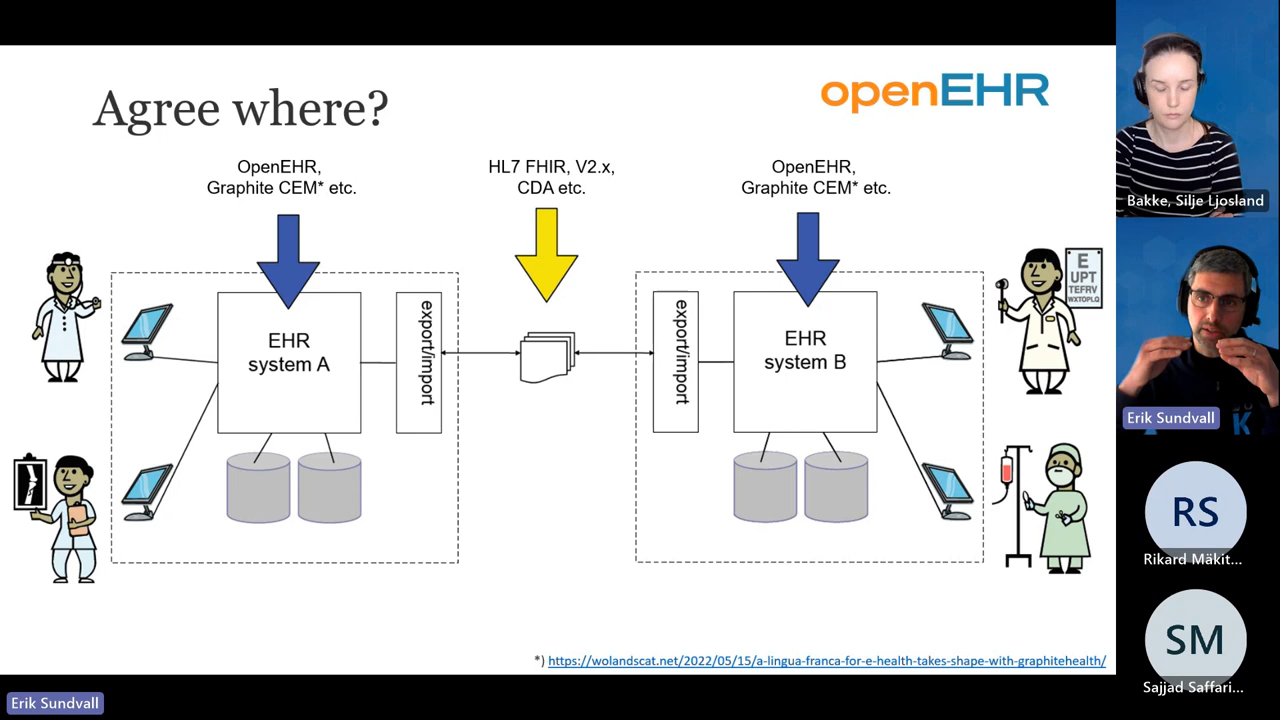 Agree where?
openEHR
OpenEHR,
Graphite CEM* etc.
HL7 FHIR, V2.x,
CDA etc.
OpenEHR,
Graphite CEM* etc.
EHR
system A
export/import
export/import
EHR
system B
E
UPT
TEFRV
WXTOPLQ
*) https://wolandscat.net/2022/05/15/a-lingua-franca-for-e-health-takes-shape-with-graphitehealth/
Erik Sundvall
Bakke, Silje Ljosland
Erik Sundvall
K
RS
Rikard Mäkit...
SM
Sajjad Saffari...